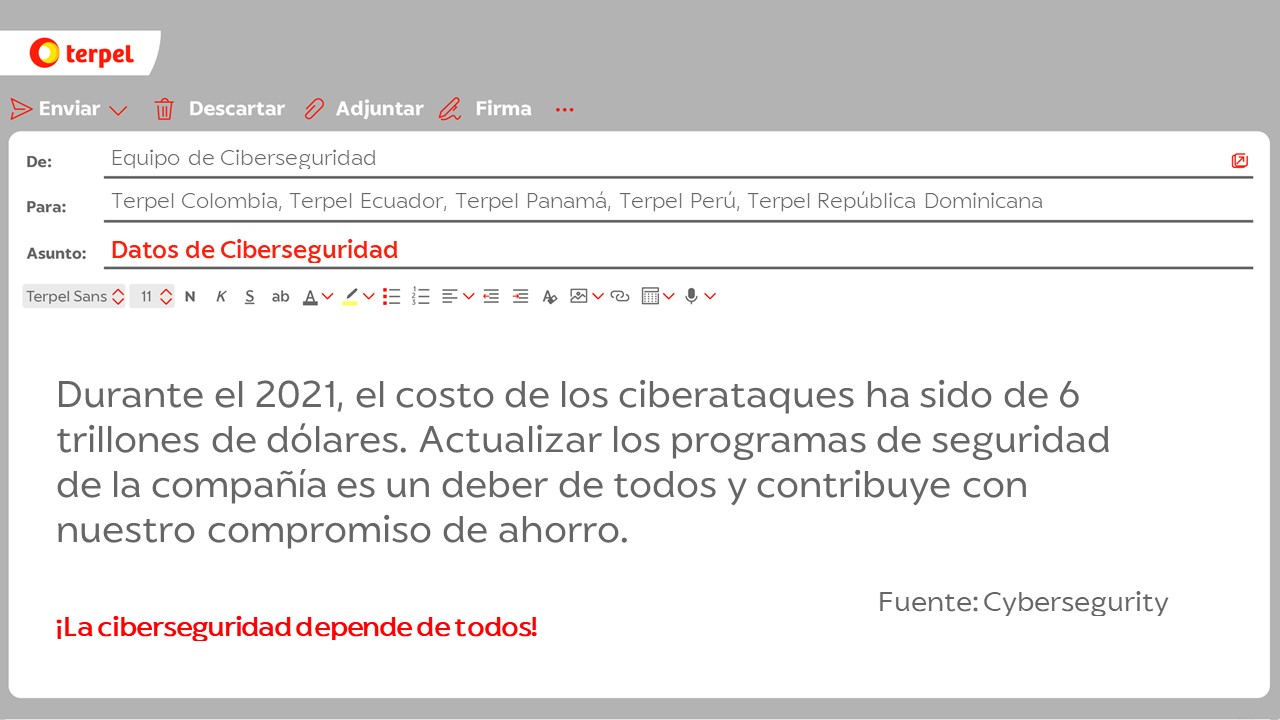 terpel
Enviar Descartar Adjuntar Firma ...
De: Equipo de Ciberseguridad
Para: Terpel Colombia, Terpel Ecuador, Terpel Panamá, Terpel Perú, Terpel República Dominicana
Asunto: Datos de Ciberseguridad
Terpel Sans 11 N K S ab A
Durante el 2021, el costo de los ciberataques ha sido de 6
trillones de dólares. Actualizar los programas de seguridad
de la compañía es un deber de todos y contribuye con
nuestro compromiso de ahorro.
Fuente: Cybersegurity
¡La ciberseguridad depende de todos!